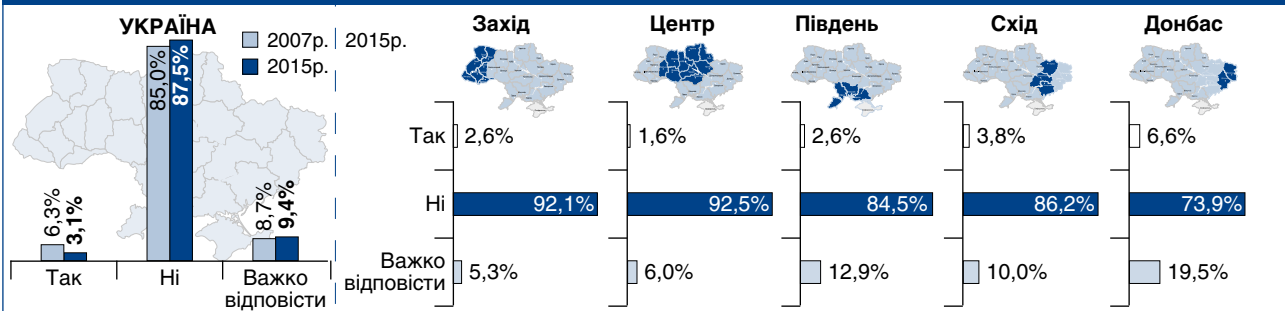 УКРАЇНА
2007р.
2015р.
85,0%
87,5%
6,3%
3,1%
8,7%
9,4%
Так
Ні
Важко
відповісти
2015р.
Захід Центр Південь Схід Донбас
Так 2,6% 1,6% 2,6% 3,8% 6,6%
Ні 92,1% 92,5% 84,5% 86,2% 73,9%
Важко
відповісти 5,3% 6,0% 12,9% 10,0% 19,5%